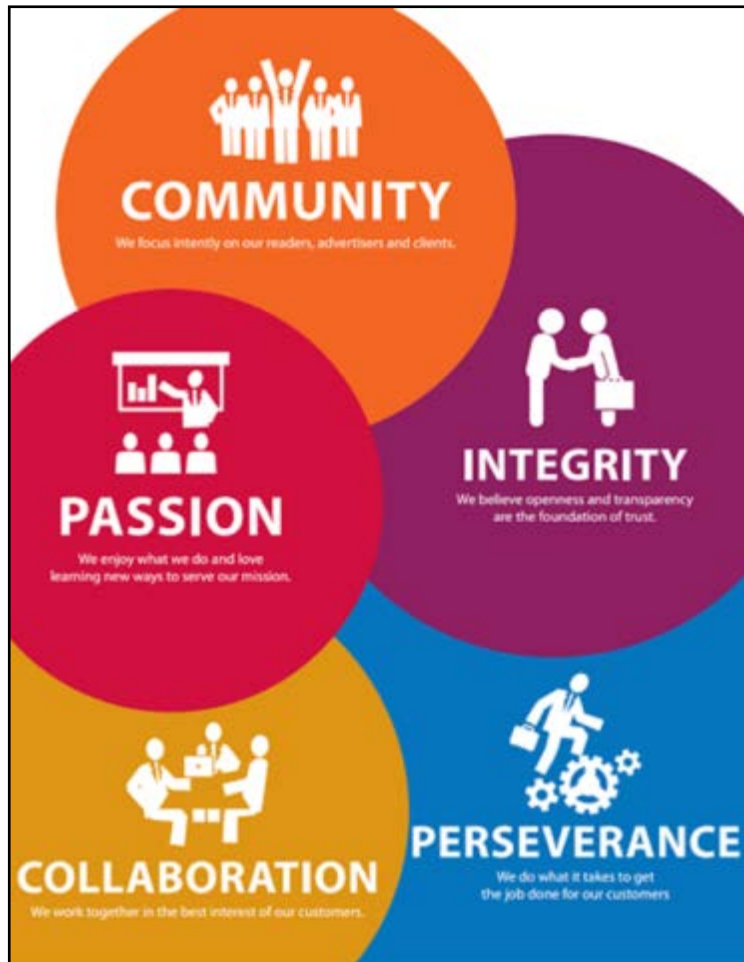 COMMUNITY
We focus intently on our readers, advertisers and clients.
INTEGRITY
We believe openness and transparency
are the foundation of trust.
PASSION
We enjoy what we do and love
learning new ways to serve our mission.
PERSEVERANCE
We do what it takes to get
the job done for our customers
COLLABORATION
We work together in the best interest of our customers.